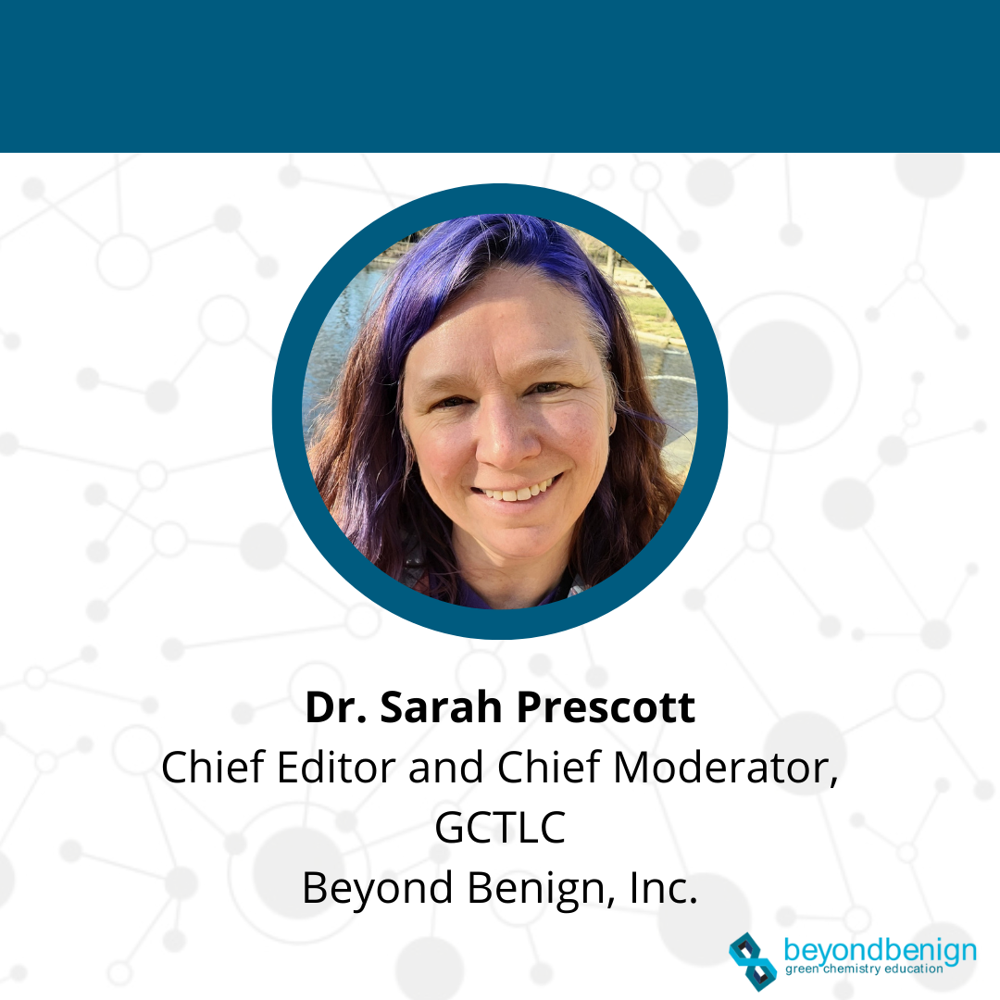 Dr. Sarah Prescott
Chief Editor and Chief Moderator,
GCTLC
Beyond Benign, Inc.
beyondbenign
green chemistry education